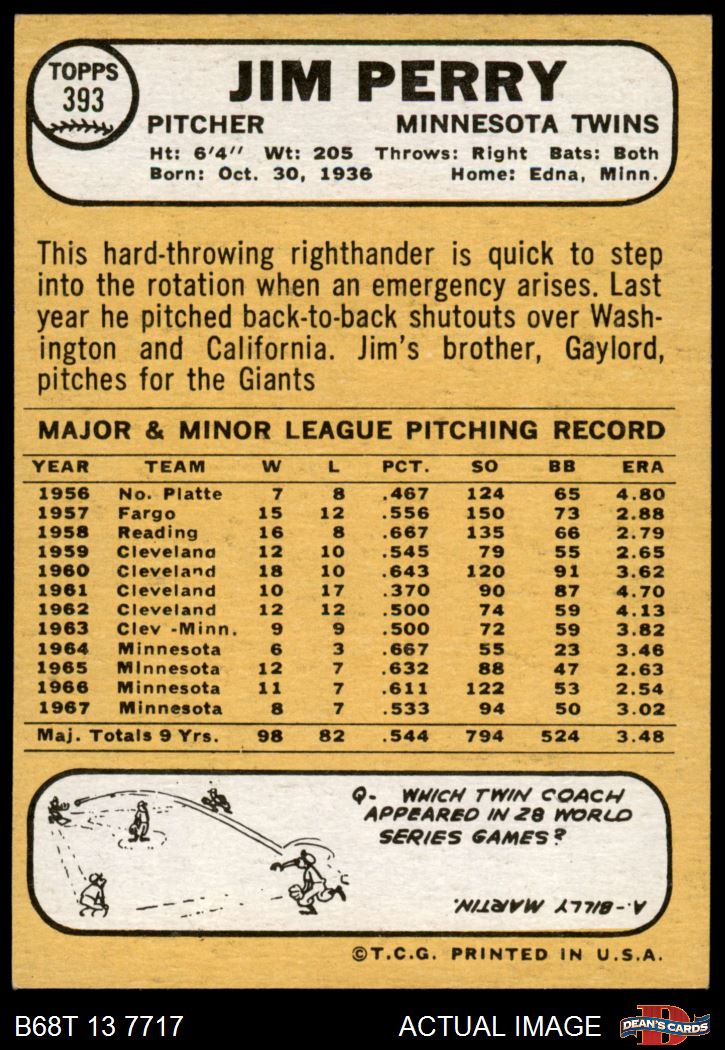 TOPPS
393
JIM PERRY
PITCHER MINNESOTA TWINS
Ht: 6'4" Wt: 205 Throws: Right Bats: Both
Born: Oct. 30, 1936 Home: Edna, Minn.
This hard-throwing righthander is quick to step
into the rotation when an emergency arises. Last
year he pitched back-to-back shutouts over Wash-
ington and California. Jim's brother, Gaylord,
pitches for the Giants
MAJOR & MINOR LEAGUE PITCHING RECORD
YEAR TEAM W L PCT. SO BB ERA
1956 No. Platte 7 8 .467 124 65 4.80
1957 Fargo 15 12 .556 150 73 2.88
1958 Reading 16 8 .667 135 66 2.79
1959 Cleveland 12 10 .545 79 55 2.65
1960 Cleveland 18 10 .643 120 91 3.62
1961 Cleveland 10 17 .370 90 87 4.70
1962 Cleveland 12 12 .500 74 59 4.13
1963 Clev -Minn. 9 9 .500 72 59 3.82
1964 Minnesota 6 3 .667 55 23 3.46
1965 Minnesota 12 7 .632 88 47 2.63
1966 Minnesota 11 7 .611 122 53 2.54
1967 Minnesota 8 7 .533 94 50 3.02
Maj. Totals 9 Yrs. 98 82 .544 794 524 3.48
Q- WHICH TWIN COACH
APPEARED IN 28 WORLD
SERIES GAMES?
A-BILLY MARTIN.
©T.C.G. PRINTED IN U.S.A.
B68T 13 7717 ACTUAL IMAGE DEAN'S CARDS